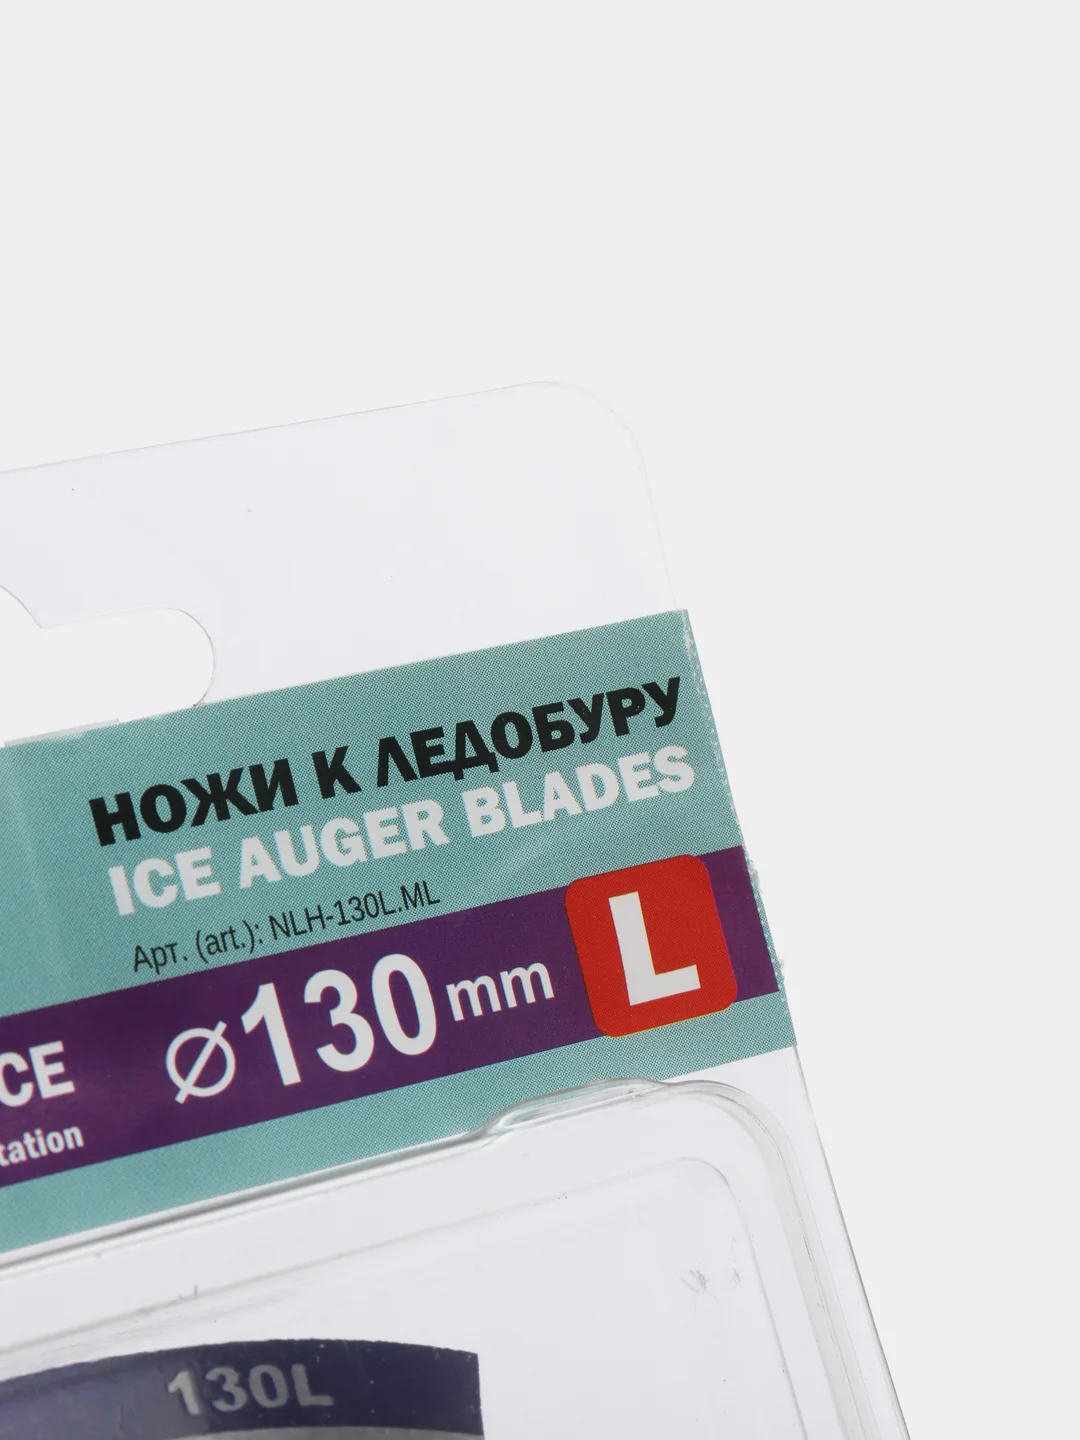 НОЖИ К ЛЕДОБУРУ
ICE AUGER BLADES
Арт. (art.): NLH-130L.ML
⌀130 mm L
130L